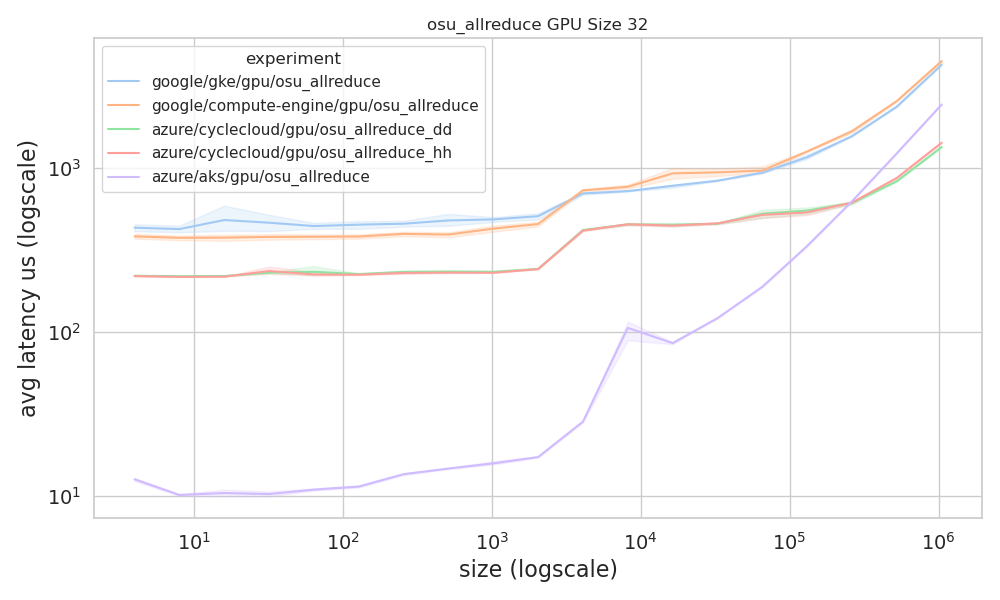 osu_allreduce GPU Size 32
experiment
google/gke/gpu/osu_allreduce
google/compute-engine/gpu/osu_allreduce
azure/cyclecloud/gpu/osu_allreduce_dd
azure/cyclecloud/gpu/osu_allreduce_hh
azure/aks/gpu/osu_allreduce
avg latency us (logscale)
10³
10²
10¹
10¹ 10² 10³ 10⁴ 10⁵ 10⁶
size (logscale)